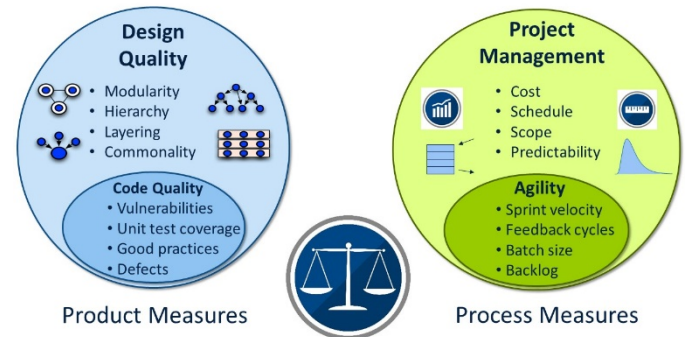 Design
Quality
• Modularity
• Hierarchy
• Layering
• Commonality
Code Quality
• Vulnerabilities
• Unit test coverage
• Good practices
• Defects
Product Measures
Project
Management
• Cost
• Schedule
• Scope
• Predictability
Agility
• Sprint velocity
• Feedback cycles
• Batch size
• Backlog
Process Measures